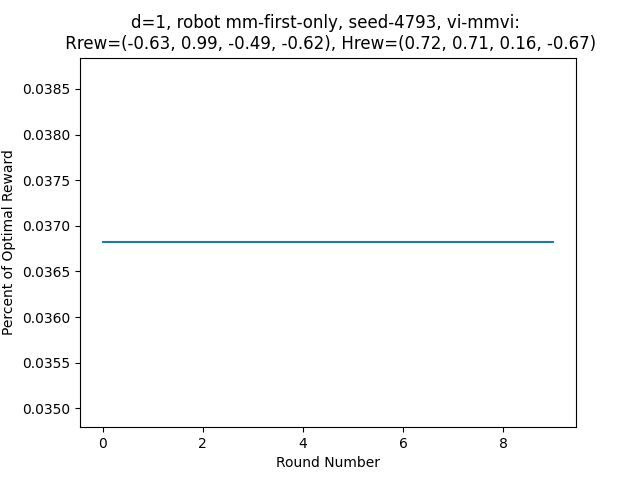 d=1, robot mm-first-only, seed-4793, vi-mmvi:
Rrew=(-0.63, 0.99, -0.49, -0.62), Hrew=(0.72, 0.71, 0.16, -0.67)
0.0385
0.0380
0.0375
0.0370
0.0365
0.0360
0.0355
0.0350
Percent of Optimal Reward
0 2 4 6 8
Round Number